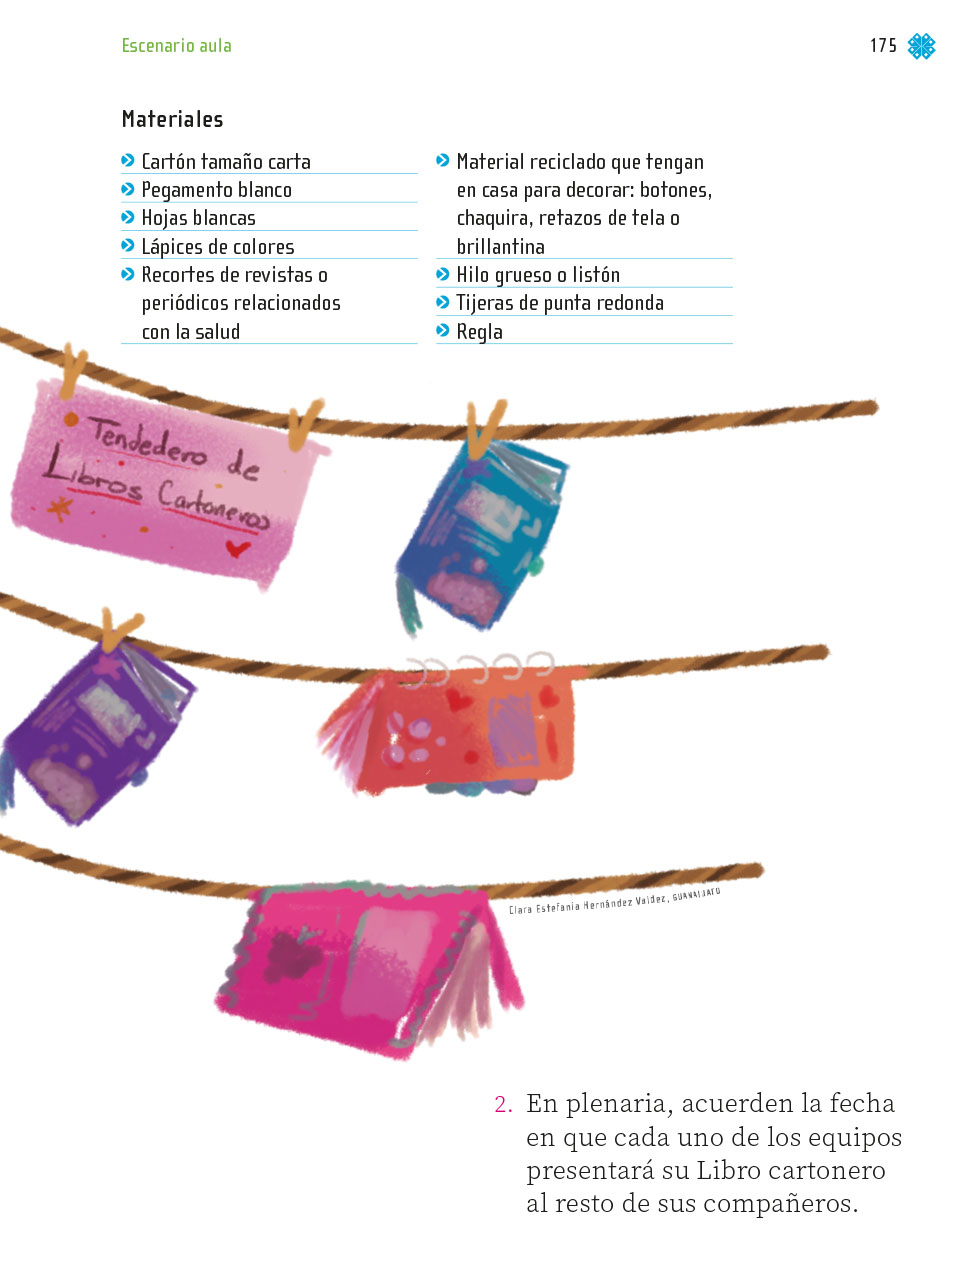 Escenario aula
175
Materiales
Cartón tamaño carta
Pegamento blanco
Hojas blancas
Lápices de colores
Recortes de revistas o
periódicos relacionados
con la salud
Material reciclado que tengan
en casa para decorar: botones,
chaquira, retazos de tela o
brillantina
Hilo grueso o listón
Tijeras de punta redonda
Regla
Tendedero de
Libros Cartoneros
Clara Estefanía Hernández Valdez, GUANAJUATO
2. En plenaria, acuerden la fecha
en que cada uno de los equipos
presentará su Libro cartonero
al resto de sus compañeros.